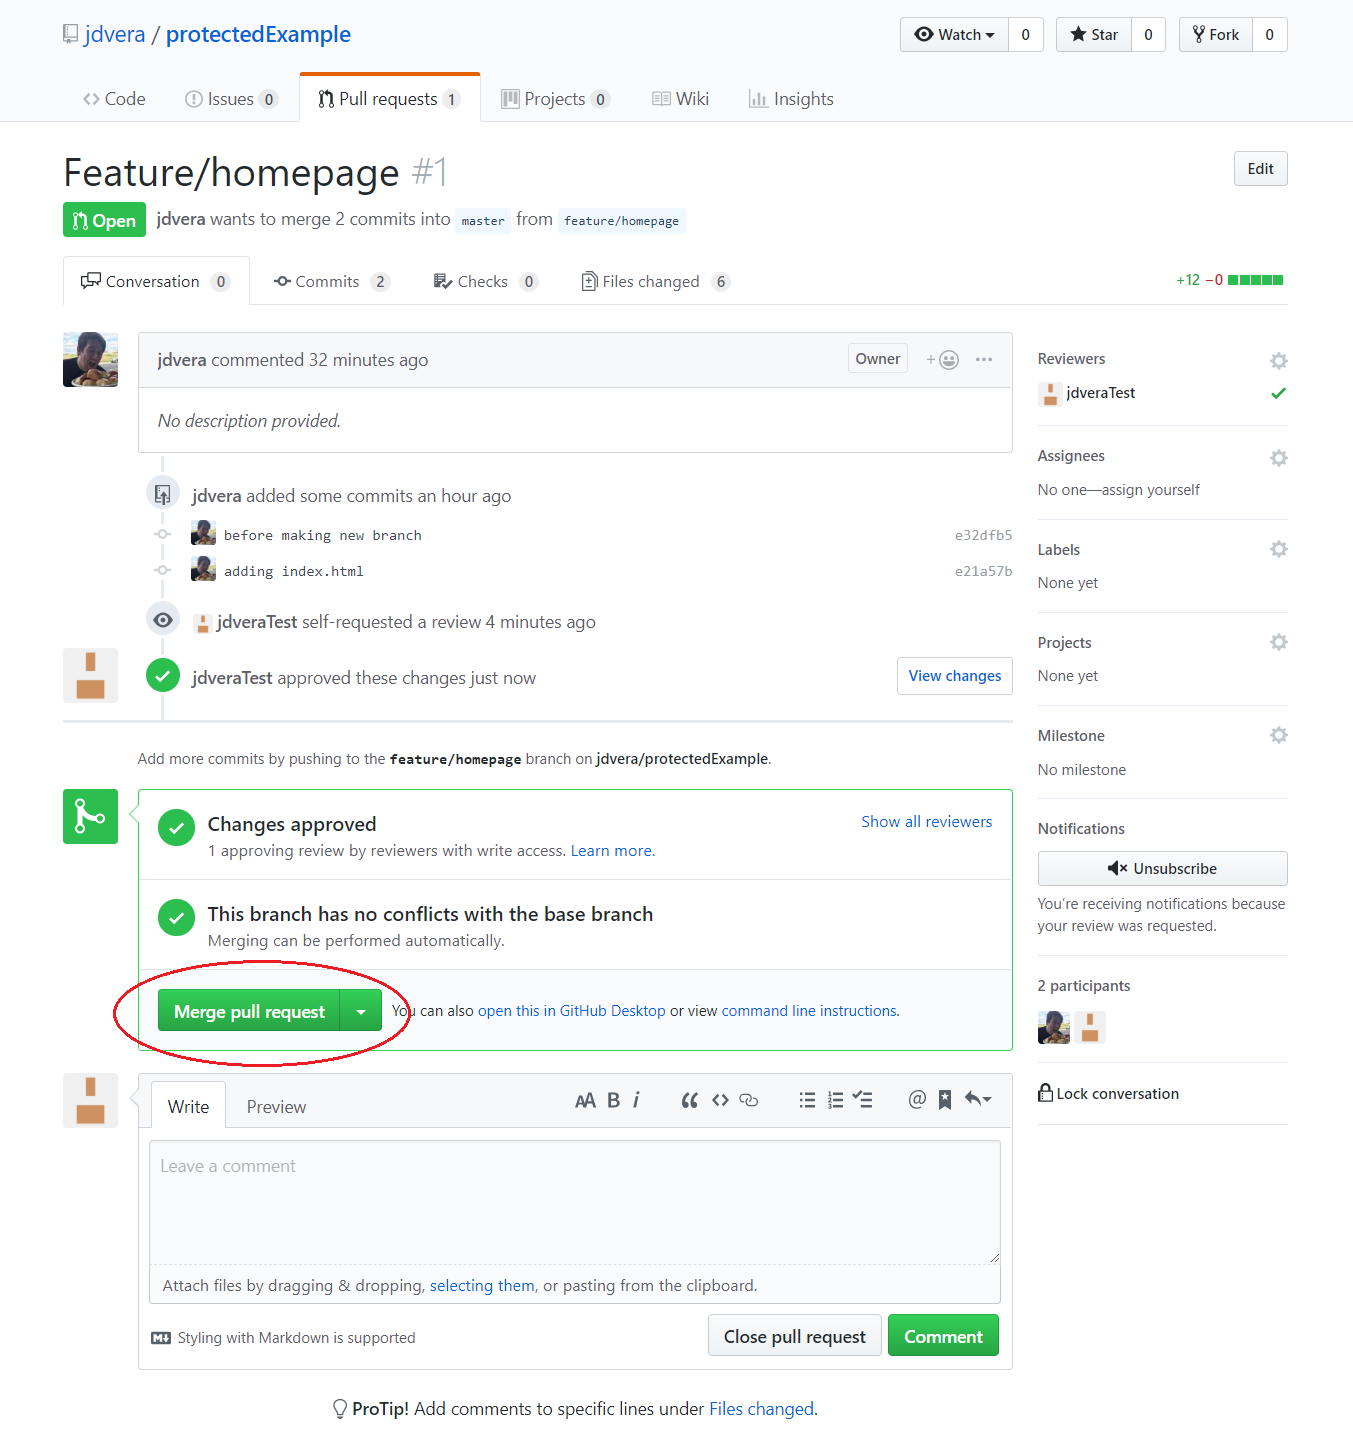 jdvera / protectedExample
Watch 0 Star 0 Fork 0
Code Issues 0 Pull requests 1 Projects 0 Wiki Insights
Feature/homepage #1
Edit
Open jdvera wants to merge 2 commits into master from feature/homepage
Conversation 0 Commits 2 Checks 0 Files changed 6
+12 −0
jdvera commented 32 minutes ago
Owner
No description provided.
jdvera added some commits an hour ago
before making new branch e32dfb5
adding index.html e21a57b
jdveraTest self-requested a review 4 minutes ago
jdveraTest approved these changes just now
View changes
Add more commits by pushing to the feature/homepage branch on jdvera/protectedExample.
Changes approved
Show all reviewers
1 approving review by reviewers with write access. Learn more.
This branch has no conflicts with the base branch
Merging can be performed automatically.
Merge pull request You can also open this in GitHub Desktop or view command line instructions.
Write Preview
AA B i
Leave a comment
Attach files by dragging & dropping, selecting them, or pasting from the clipboard.
Styling with Markdown is supported
Close pull request Comment
ProTip! Add comments to specific lines under Files changed.
Reviewers
jdveraTest
Assignees
No one—assign yourself
Labels
None yet
Projects
None yet
Milestone
No milestone
Notifications
Unsubscribe
You’re receiving notifications because
your review was requested.
2 participants
Lock conversation